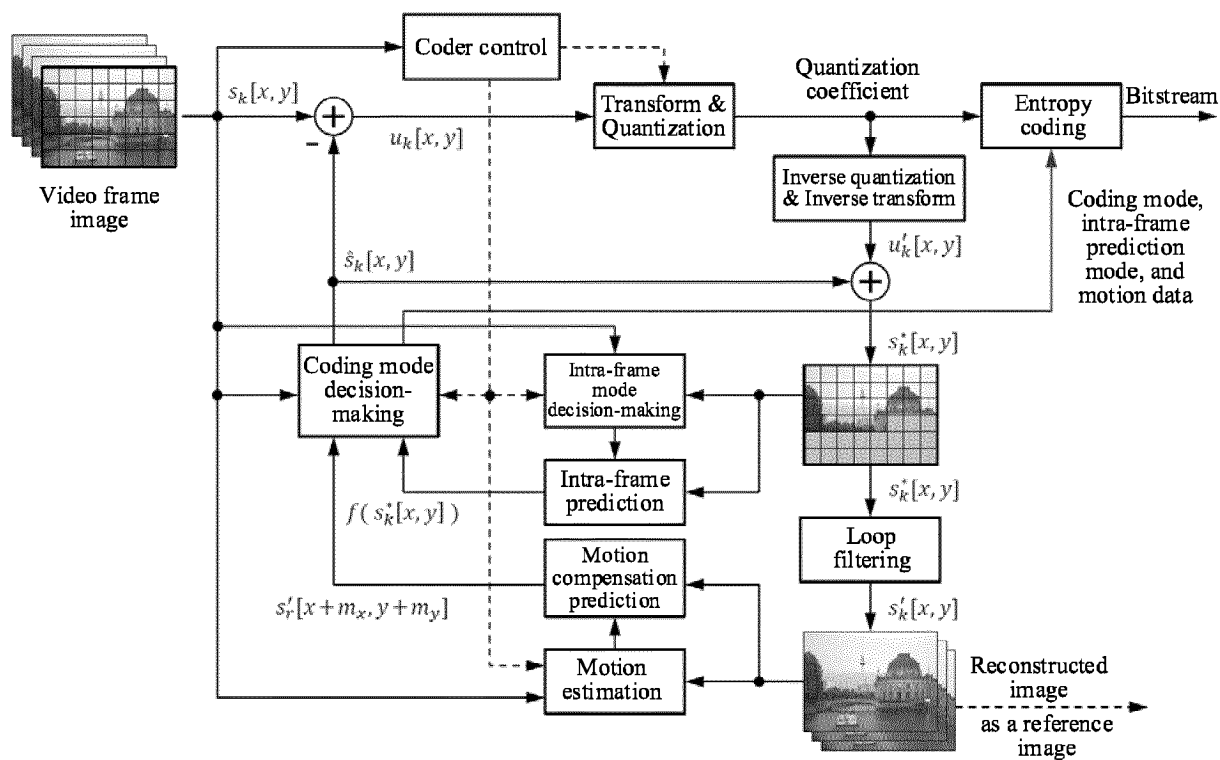 Coder control
s_k[x, y]
u_k[x, y]
Transform &
Quantization
Quantization
coefficient
Entropy
coding
Bitstream
Video frame
image
Inverse quantization
& Inverse transform
u'_k[x, y]
Coding mode,
intra-frame
prediction
mode, and
motion data
ŝ_k[x, y]
s*_k[x, y]
Coding mode
decision-
making
Intra-frame
mode
decision-making
Intra-frame
prediction
f( s*_k[x, y] )
s*_k[x, y]
Loop
filtering
Motion
compensation
prediction
s'_r[x+m_x, y+m_y]
s'_k[x, y]
Motion
estimation
Reconstructed
image
as a reference
image